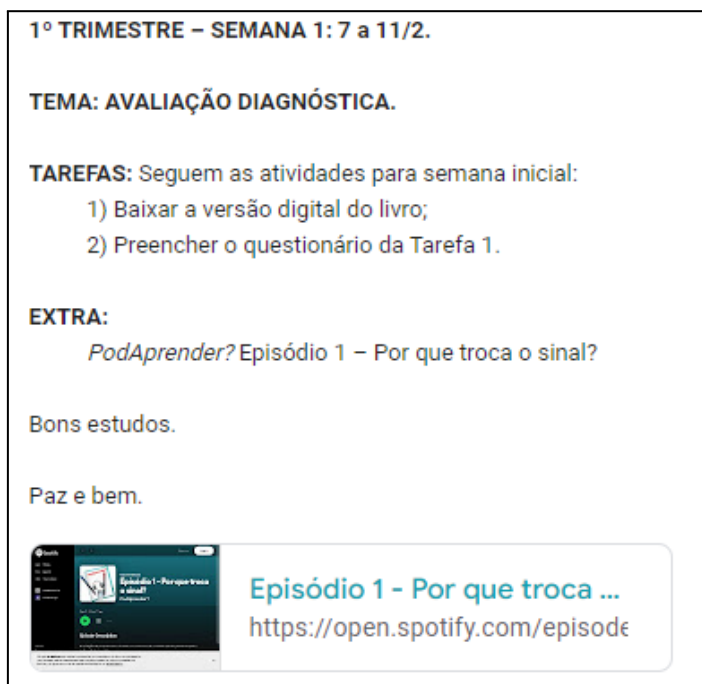 1º TRIMESTRE – SEMANA 1: 7 a 11/2.
TEMA: AVALIAÇÃO DIAGNÓSTICA.
TAREFAS: Seguem as atividades para semana inicial:
1) Baixar a versão digital do livro;
2) Preencher o questionário da Tarefa 1.
EXTRA:
PodAprender? Episódio 1 – Por que troca o sinal?
Bons estudos.
Paz e bem.
Spotify
Episódio 1 - Por que troca
o sinal?
Episódio 1 - Por que troca ...
https://open.spotify.com/episode